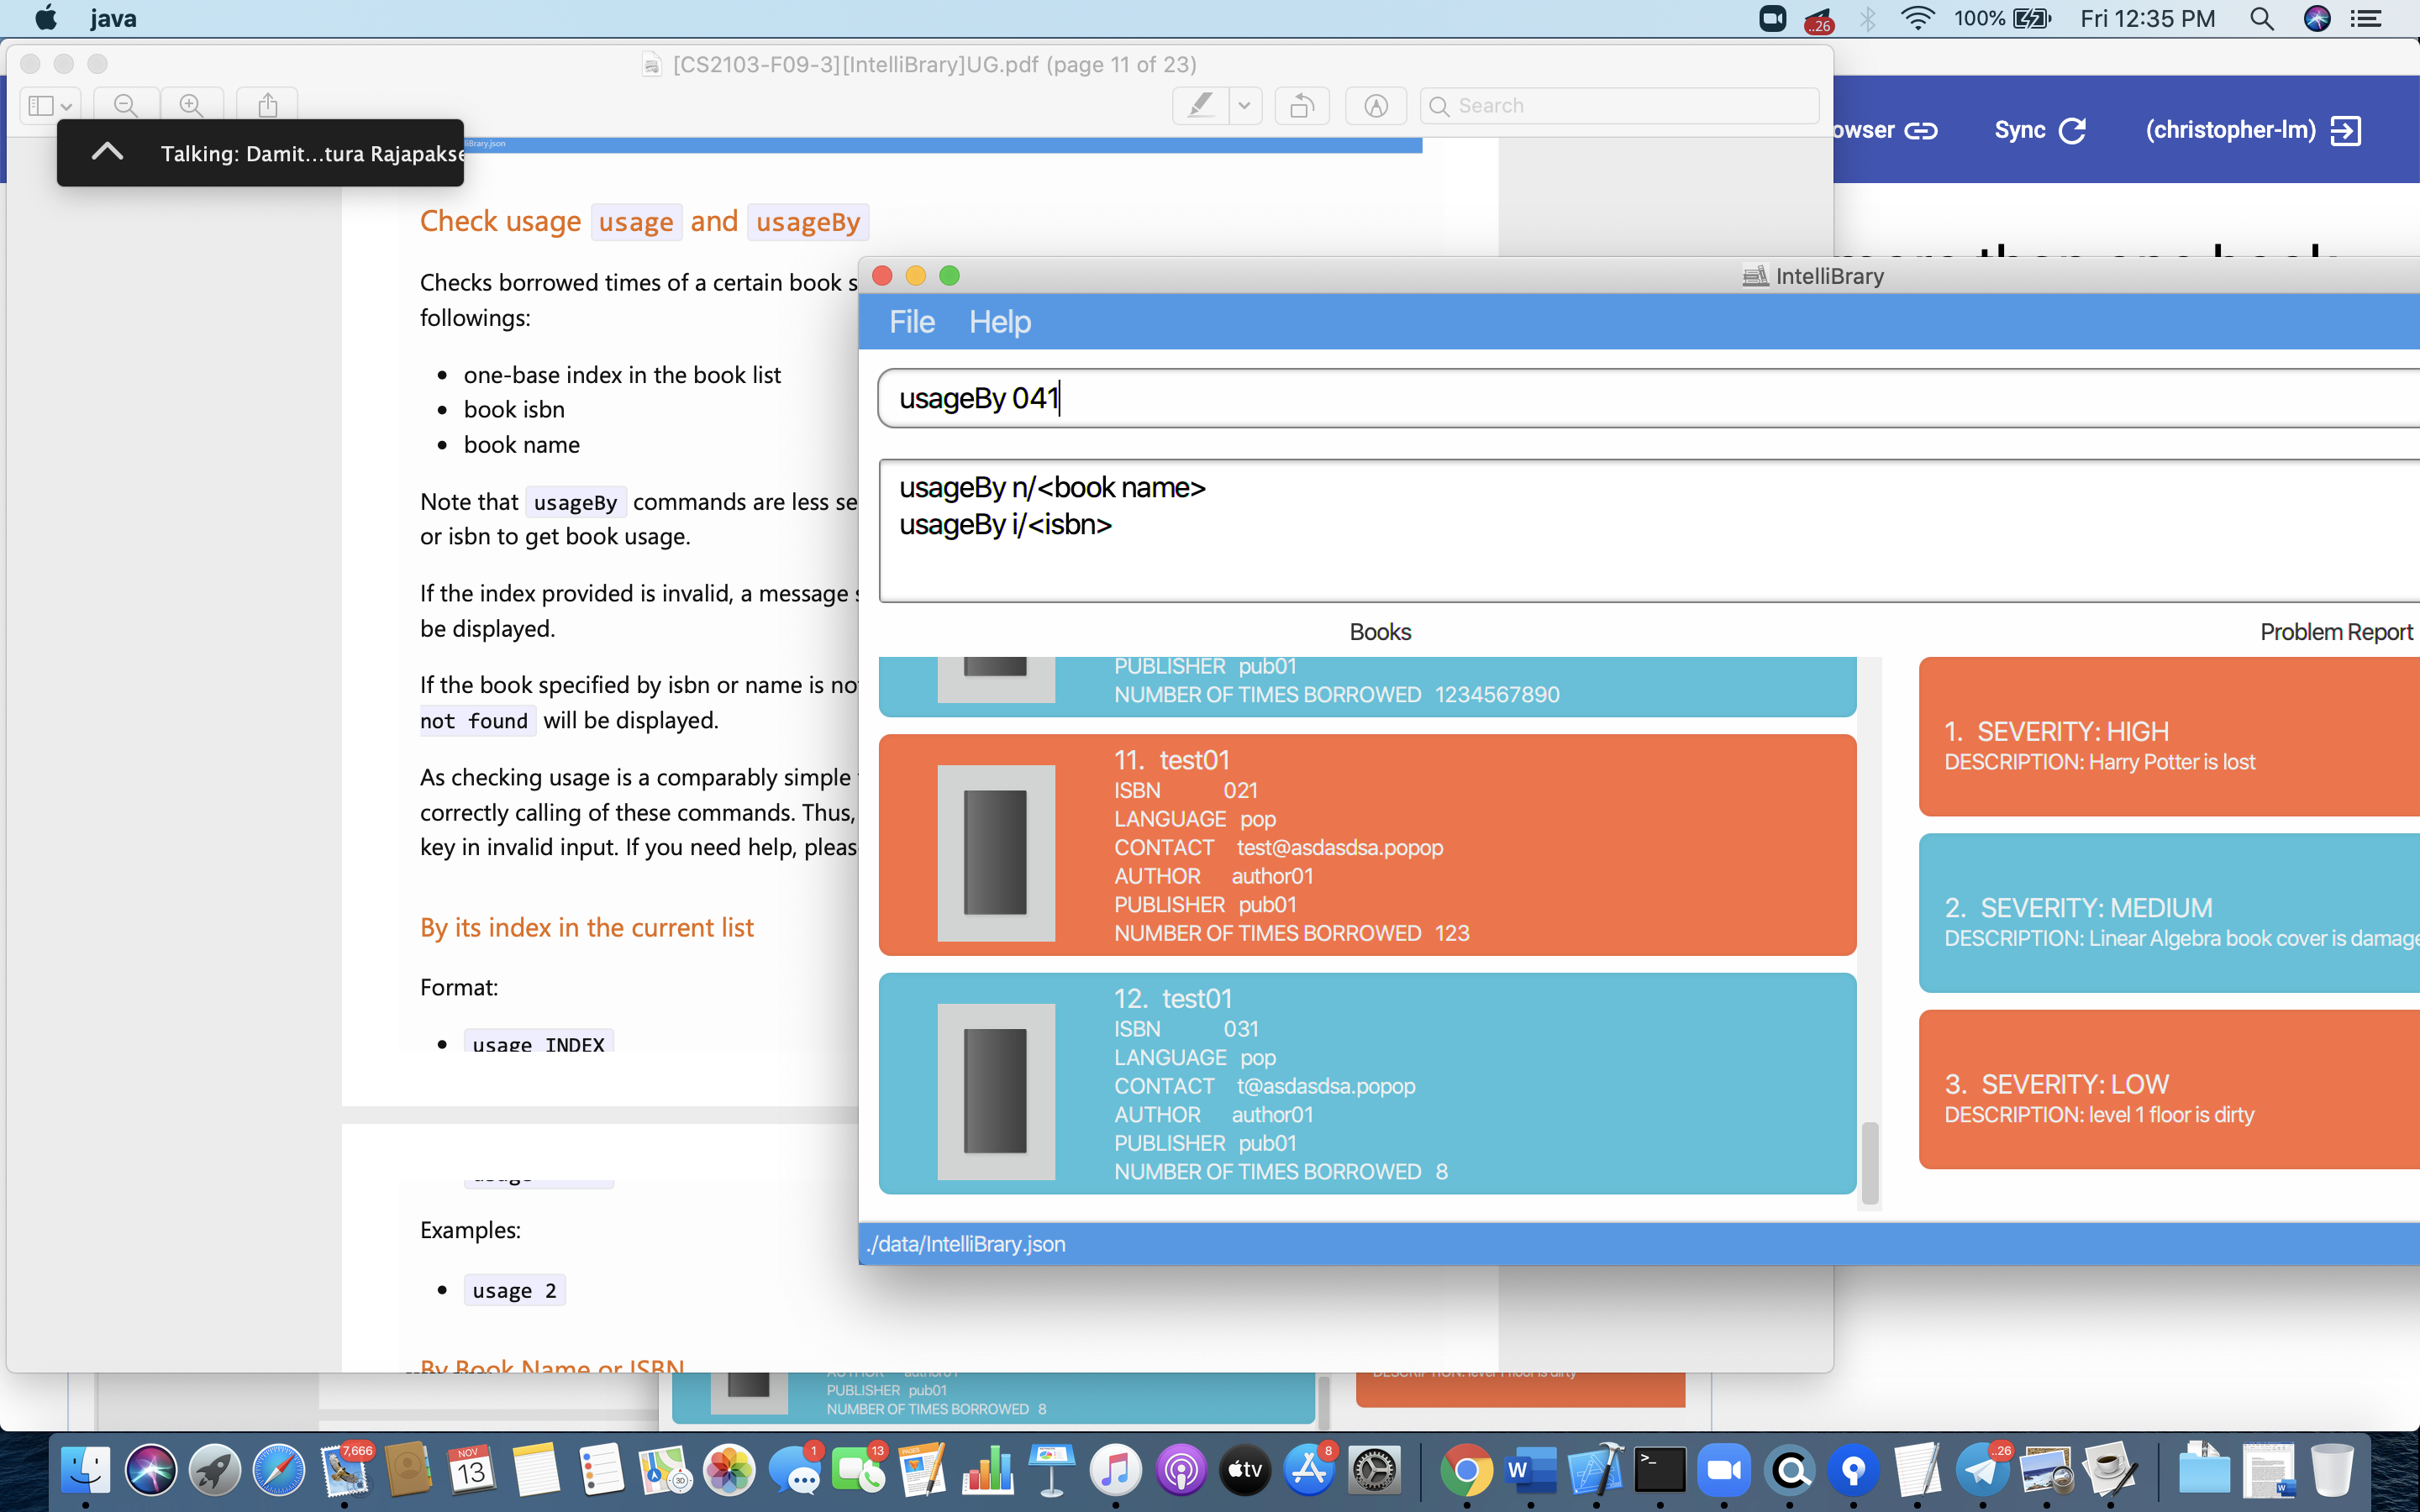 java
..26
100%
Fri 12:35 PM
[CS2103-F09-3][IntelliBrary]UG.pdf (page 11 of 23)
Search
Talking: Damit...tura Rajapakse
owser
Sync
(christopher-lm)
Check usage usage and usageBy
Checks borrowed times of a certain book s
followings:
one-base index in the book list
book isbn
book name
Note that usageBy commands are less se
or isbn to get book usage.
If the index provided is invalid, a message
be displayed.
If the book specified by isbn or name is no
not found will be displayed.
As checking usage is a comparably simple
correctly calling of these commands. Thus,
key in invalid input. If you need help, pleas
By its index in the current list
Format:
usage INDEX
Examples:
usage 2
By Book Name or ISBN
IntelliBrary
File Help
usageBy 041
usageBy n/<book name>
usageBy i/<isbn>
Books
Problem Report
PUBLISHER pub01
NUMBER OF TIMES BORROWED 1234567890
11. test01
ISBN 021
LANGUAGE pop
CONTACT test@asdasdsa.popop
AUTHOR author01
PUBLISHER pub01
NUMBER OF TIMES BORROWED 123
12. test01
ISBN 031
LANGUAGE pop
CONTACT t@asdasdsa.popop
AUTHOR author01
PUBLISHER pub01
NUMBER OF TIMES BORROWED 8
1. SEVERITY: HIGH
DESCRIPTION: Harry Potter is lost
2. SEVERITY: MEDIUM
DESCRIPTION: Linear Algebra book cover is damage
3. SEVERITY: LOW
DESCRIPTION: level 1 floor is dirty
./data/IntelliBrary.json
PUBLISHER pub01
NUMBER OF TIMES BORROWED 8
7,666
NOV
13
3D
1
13
PAGES
tv
8
W
>_
..26
W